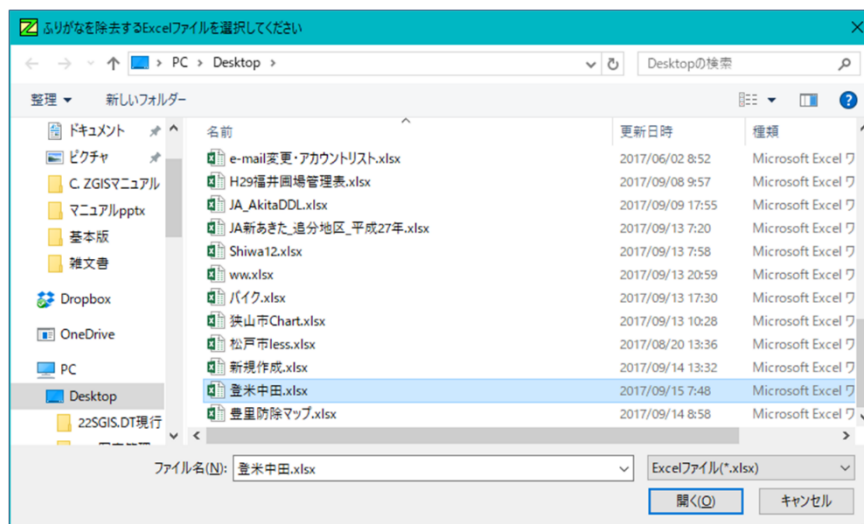 ふりがなを除去するExcelファイルを選択してください
PC > Desktop >
Desktopの検索
整理
新しいフォルダー
名前 更新日時 種類
ドキュメント
ピクチャ
C. ZGISマニュアル
マニュアルpptx
基本版
雑文書
Dropbox
OneDrive
PC
Desktop
22SGIS.DT現行
e-mail変更・アカウントリスト.xlsx 2017/06/02 8:52 Microsoft Excel ワ
H29福井圃場管理表.xlsx 2017/09/08 9:57 Microsoft Excel ワ
JA_AkitaDDL.xlsx 2017/09/09 17:55 Microsoft Excel ワ
JA新あきた_追分地区_平成27年.xlsx 2017/09/13 7:20 Microsoft Excel ワ
Shiwa12.xlsx 2017/09/13 7:58 Microsoft Excel ワ
ww.xlsx 2017/09/13 20:59 Microsoft Excel ワ
バイク.xlsx 2017/09/13 17:30 Microsoft Excel ワ
狭山市Chart.xlsx 2017/09/13 10:28 Microsoft Excel ワ
松戸市less.xlsx 2017/08/20 13:36 Microsoft Excel ワ
新規作成.xlsx 2017/09/14 13:32 Microsoft Excel ワ
登米中田.xlsx 2017/09/15 7:48 Microsoft Excel ワ
豊里防除マップ.xlsx 2017/09/14 8:58 Microsoft Excel ワ
ファイル名(N): 登米中田.xlsx
Excelファイル(*.xlsx)
開く(O)
キャンセル